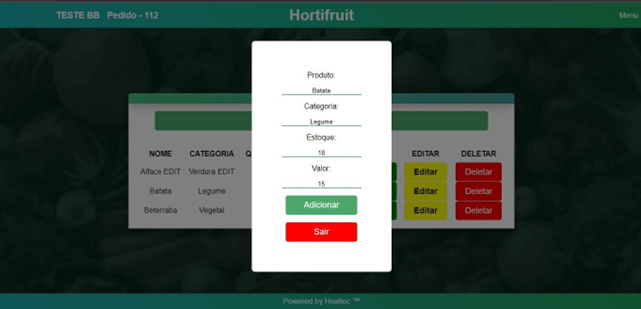 TESTE BB Pedido - 112 Hortifruit Menu
Produto:
Batata
Categoria:
Legume
Estoque:
18
Valor:
15
Adicionar
Sair
NOME CATEGORIA Q EDITAR DELETAR
Alface EDIT Verdura EDIT Editar Deletar
Batata Legume Editar Deletar
Beterraba Vegetal Editar Deletar
Powered by Healtec ™